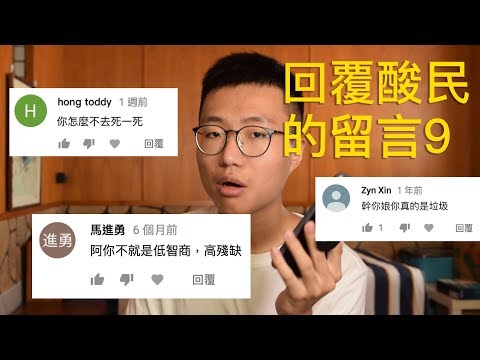 回覆酸民
的留言9
H
hong toddy 1 週前
你怎麼不去死一死
回覆
Zyn Xin 1 年前
幹你娘你真的是垃圾
1
回覆
進勇
馬進勇 6 個月前
阿你不就是低智商，高殘缺
回覆